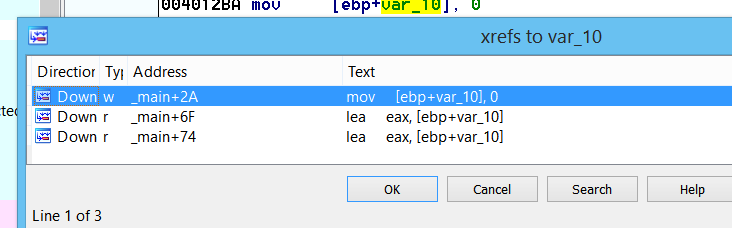 004012BA mov [ebp+var_10], 0
xrefs to var_10
Direction Typ Address Text
Down w _main+2A mov [ebp+var_10], 0
Down r _main+6F lea eax, [ebp+var_10]
Down r _main+74 lea eax, [ebp+var_10]
OK Cancel Search Help
Line 1 of 3